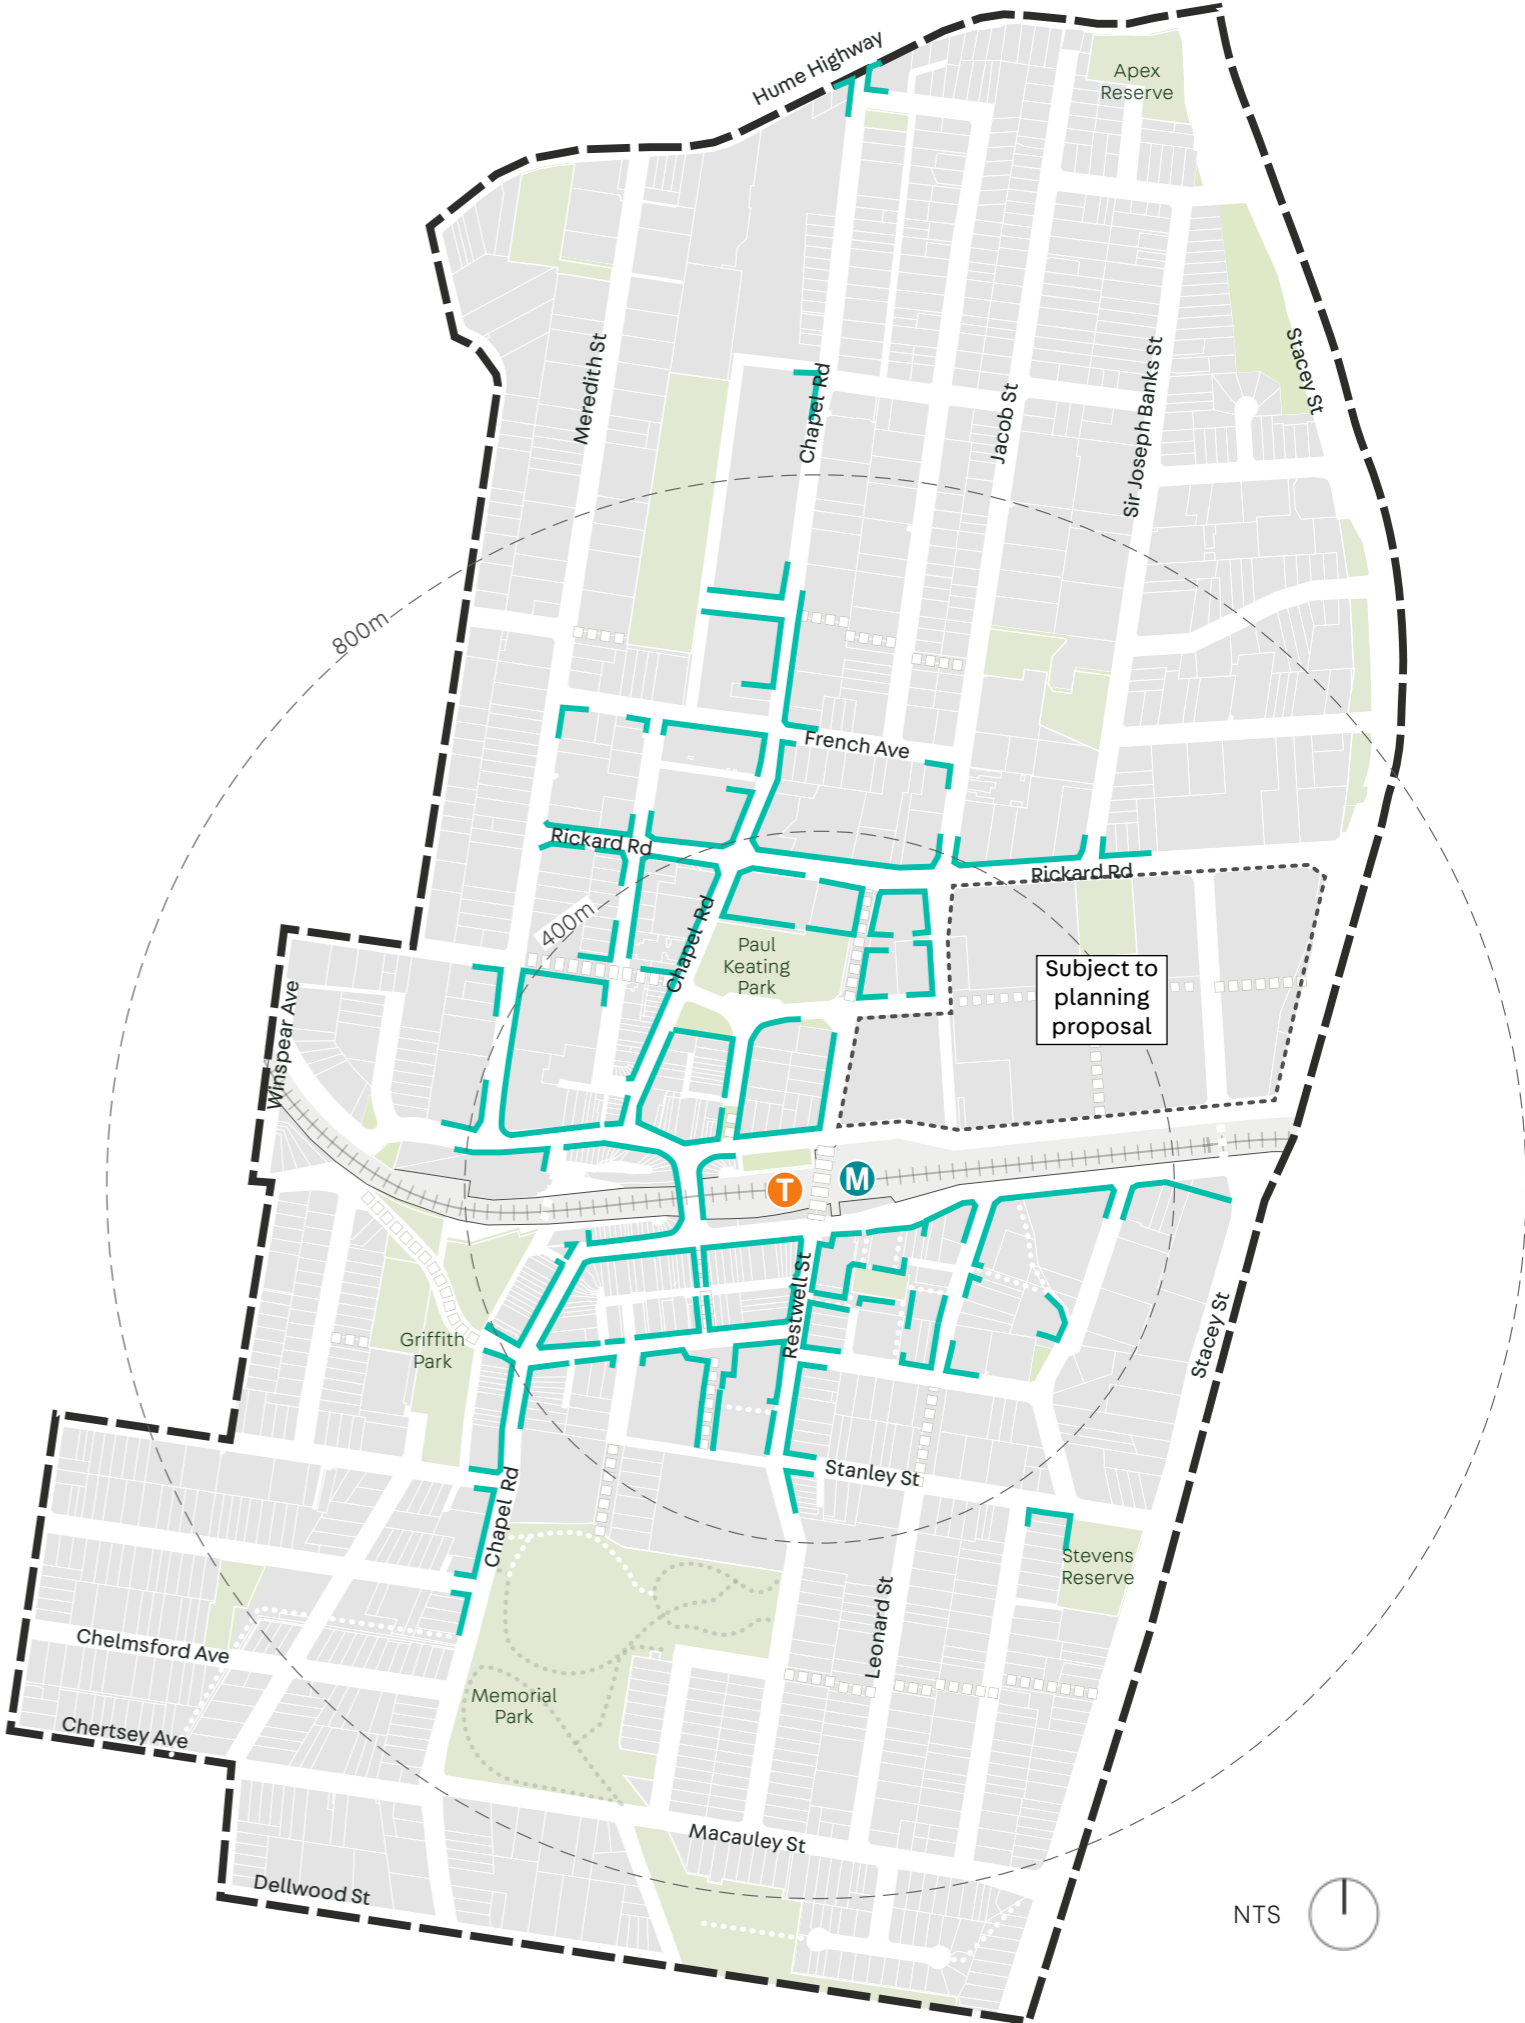 Hume Highway
Apex
Reserve
Meredith St
Chapel Rd
Jacob St
Sir Joseph Banks St
Stacey St
800m
French Ave
Rickard Rd
Rickard Rd
400m
Chapel Rd
Paul
Keating
Park
Subject to
planning
proposal
Winspear Ave
T
M
Restwell St
Griffith
Park
Stacey St
Stanley St
Chapel Rd
Stevens
Reserve
Leonard St
Chelmsford Ave
Memorial
Park
Chertsey Ave
Macauley St
Dellwood St
NTS